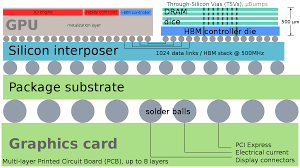 Through-Silicon Vias (TSVs), µBumps
GPU
DRAM
dice
500 µm
HBM controller die
Silicon interposer
1024 data links / HBM stack @ 500MHz
Package substrate
solder balls
Graphics card
PCI Express
Electrical current
Display connectors
Multi-layer Printed Circuit Board (PCB), up to 8 layers